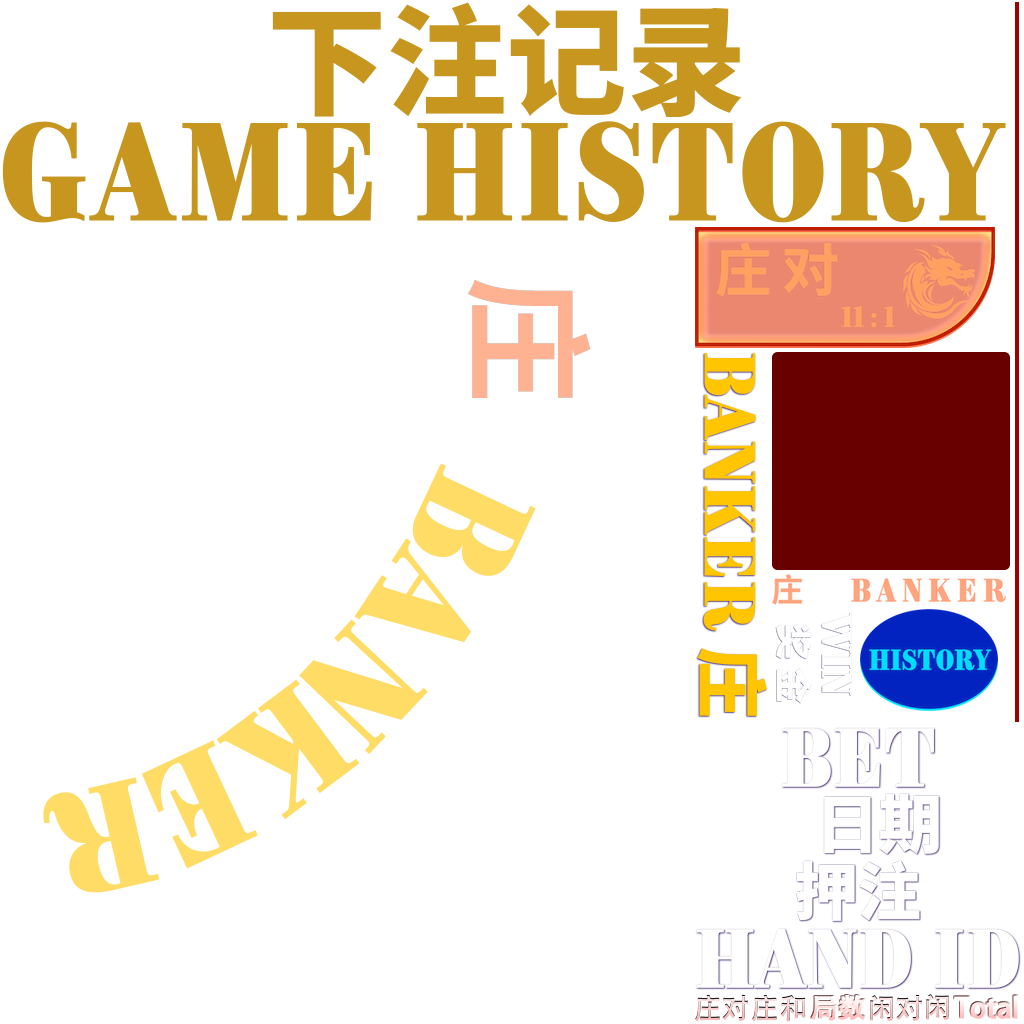 下注记录
GAME HISTORY
庄对
11:1
庄
BANKER
BANKER 庄
庄 BANKER
奖金
WIN
HISTORY
BET
日期
押注
HAND ID
庄对庄和局数闲对闲Total